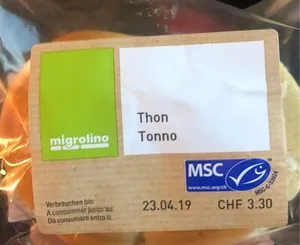 migrolino
Thon
Tonno
MSC
www.msc.org/ch
Verbrauchen bis:
A consommer jusqu'au:
Da consumare entro il:
23.04.19 CHF 3.30